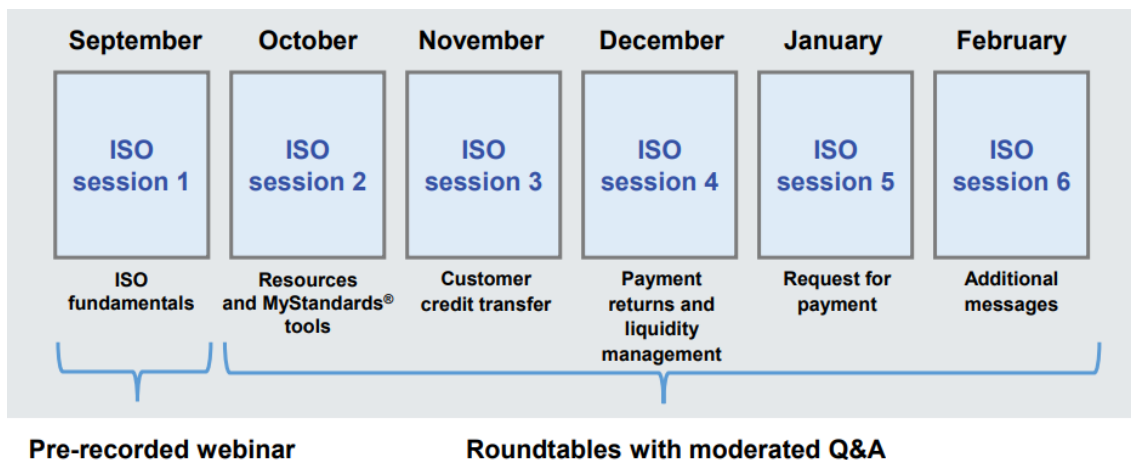 September
October
November
December
January
February
ISO
session 1
ISO
session 2
ISO
session 3
ISO
session 4
ISO
session 5
ISO
session 6
ISO
fundamentals
Resources
and MyStandards®
tools
Customer
credit transfer
Payment
returns and
liquidity
management
Request for
payment
Additional
messages
Pre-recorded webinar
Roundtables with moderated Q&A